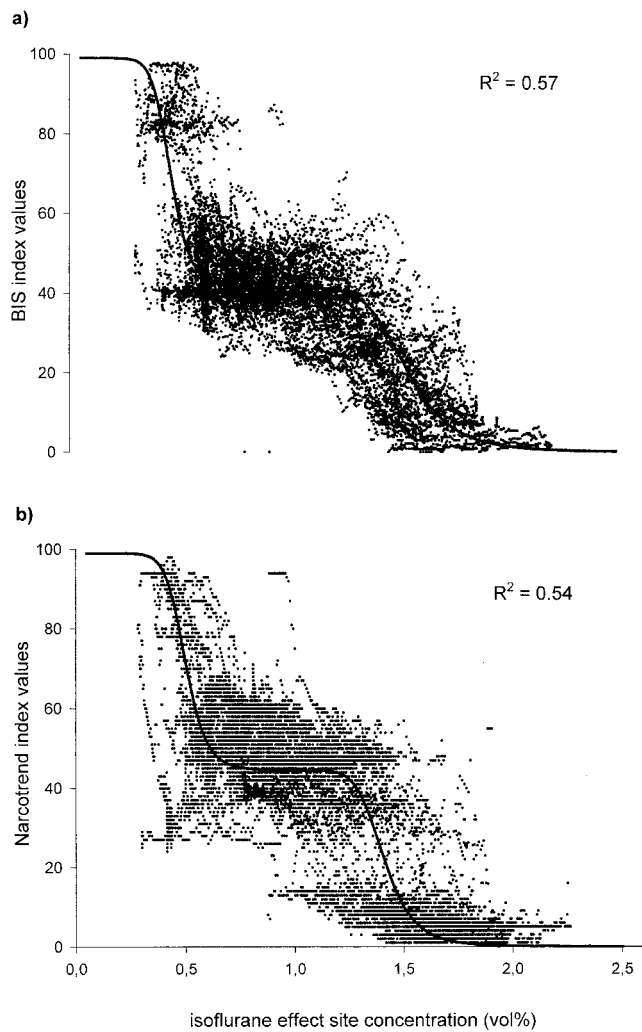 a)
100
80
60
40
20
0
BIS index values
R² = 0.57
b)
100
80
60
40
20
0
Narcotrend index values
R² = 0.54
0,0 0,5 1,0 1,5 2,0 2,5
isoflurane effect site concentration (vol%)